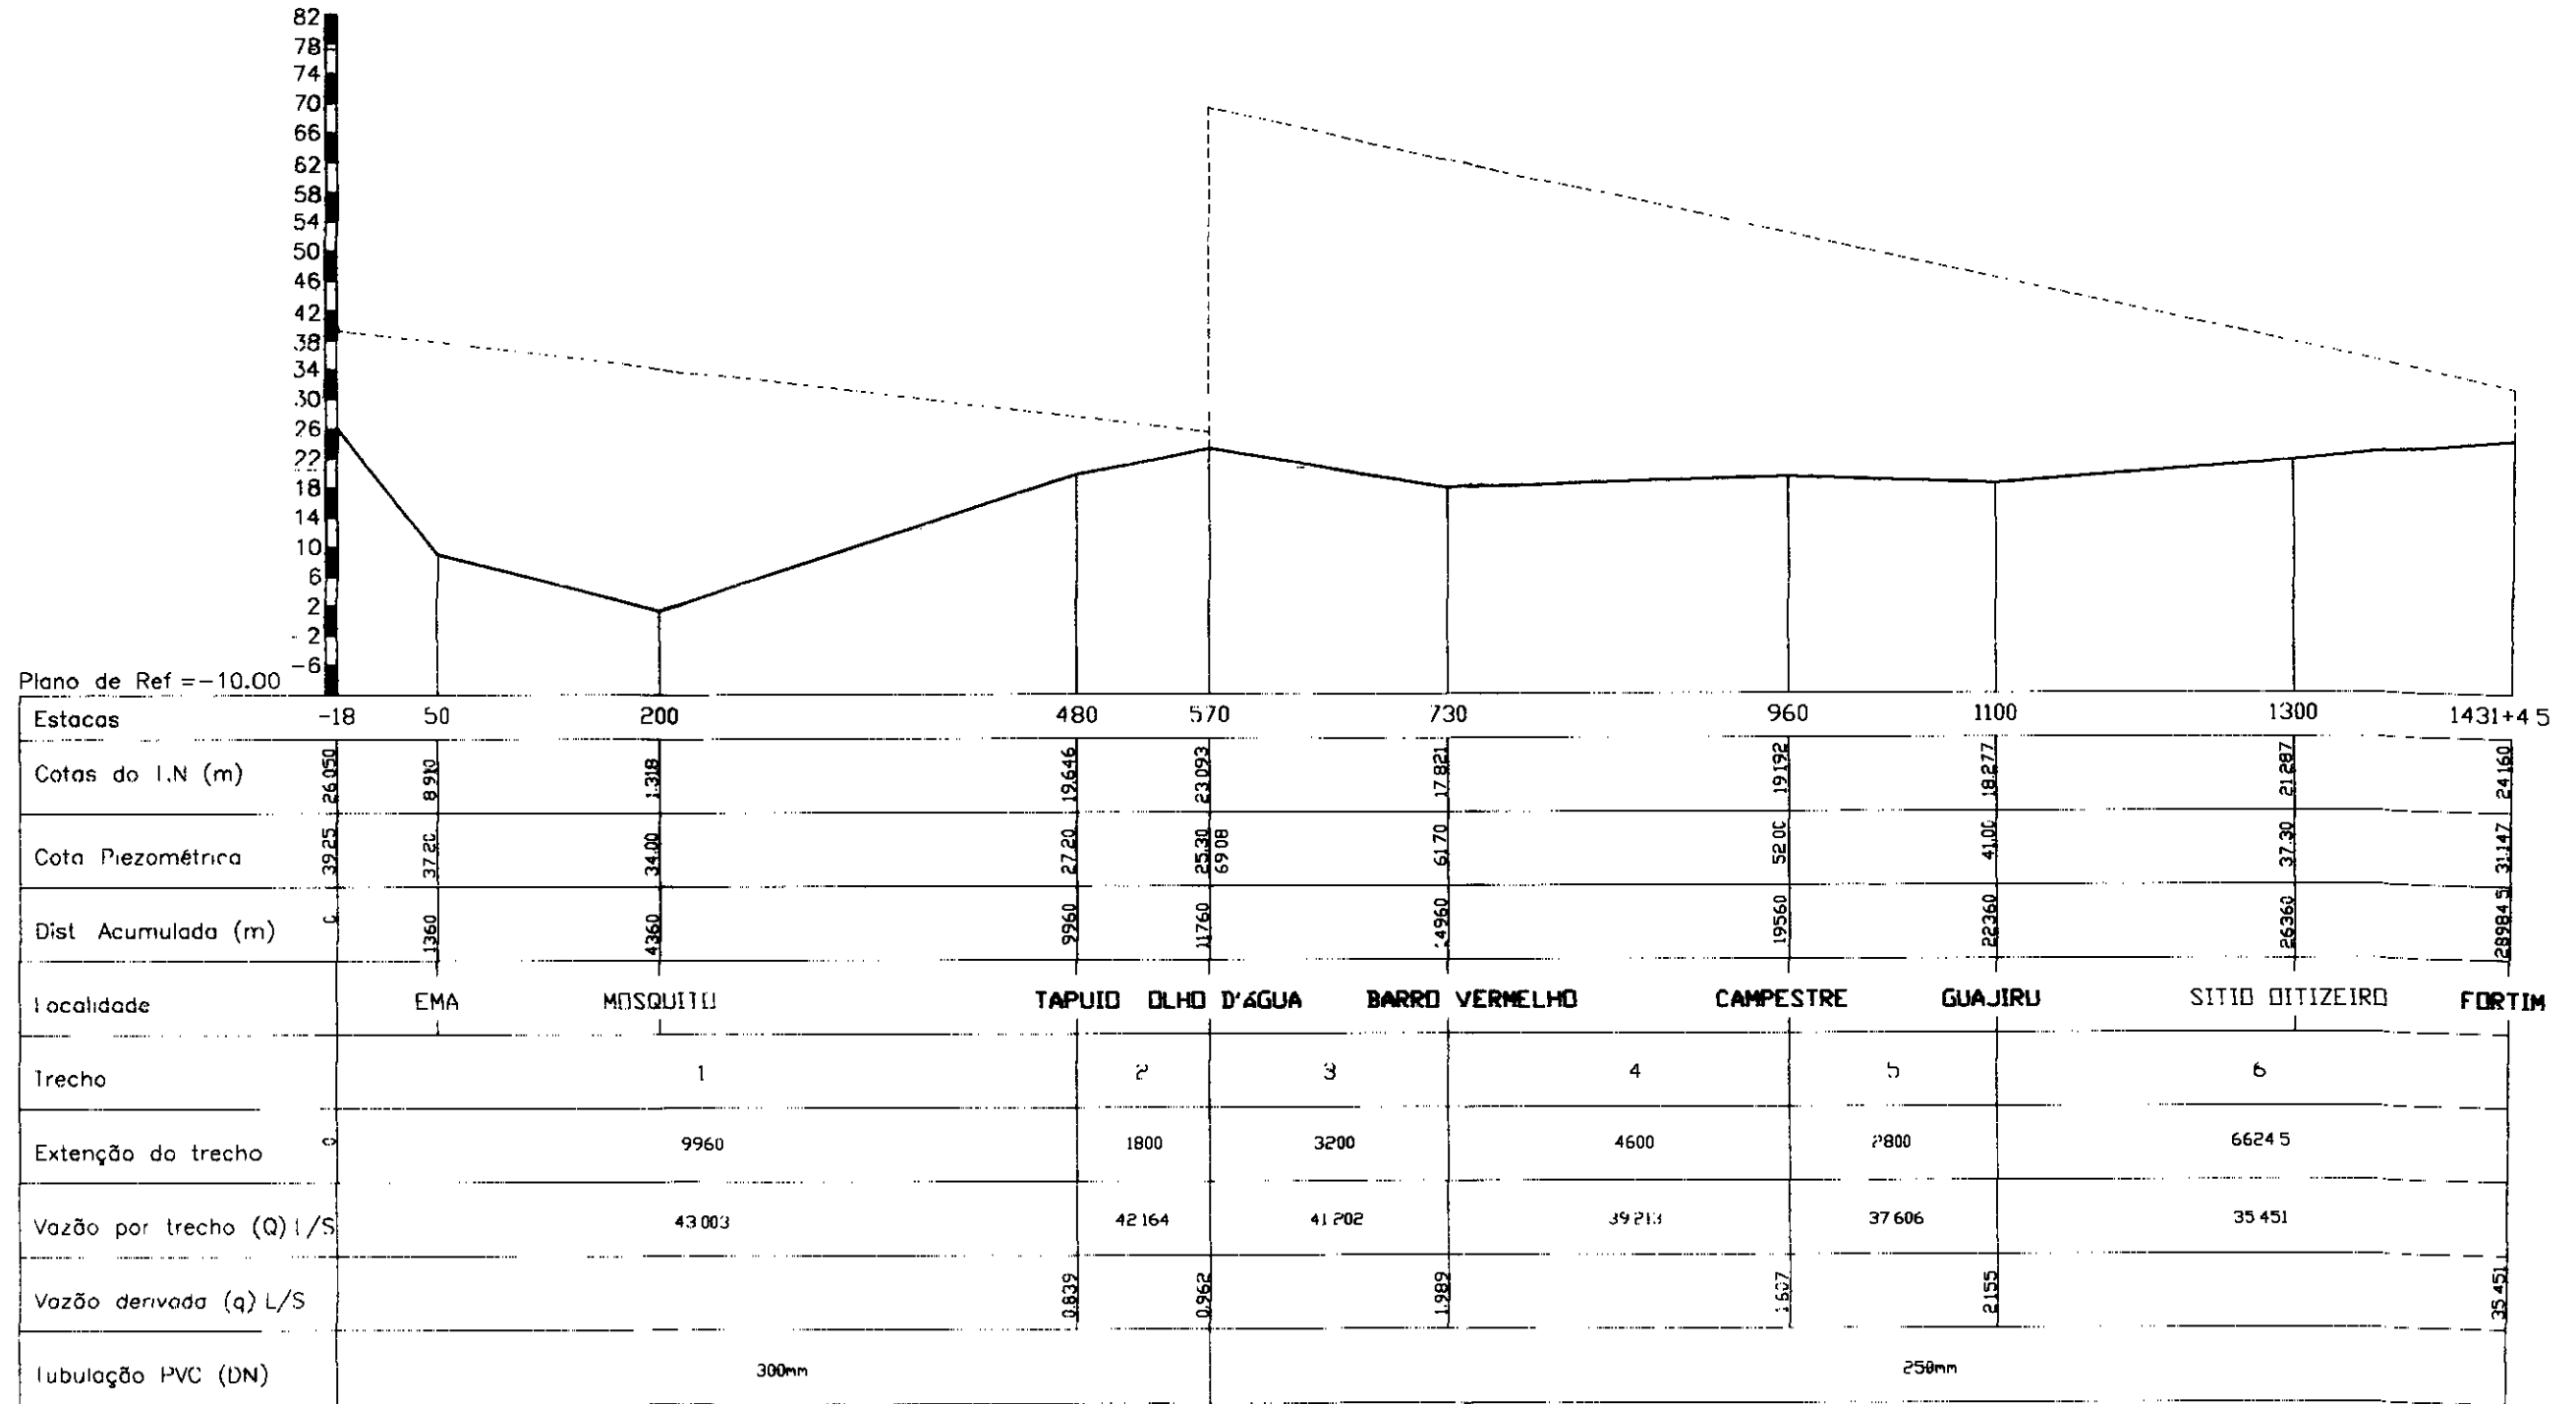 82
78
74
70
66
62
58
54
50
46
42
38
34
30
26
22
18
14
10
6
2
-2
-6
Plano de Ref =-10.00
Estacas -18 50 200 480 570 730 960 1100 1300 1431+4 5
Cotas do I.N (m) 26 050 8 910 1.318 19.646 23 093 17 821 19 192 18.277 21 287 24 160
Cota Piezométrica 39 25 37 20 34.00 27 20 25.30 69 08 61 70 52 00 41.00 37.30 31.147
Dist Acumulada (m) 0 1360 4360 9960 11760 14960 19560 22360 26360 28984 5
Localidade EMA MOSQUITO TAPUIO OLHO D'ÁGUA BARRO VERMELHO CAMPESTRE GUAJIRU SITIO OITIZEIRO FORTIM
Trecho 1 2 3 4 5 6
Extenção do trecho 0 9960 1800 3200 4600 2800 6624 5
Vazão por trecho (Q) L/S 43 003 42 164 41 202 39 213 37 606 35 451
Vazão derivada (q) L/S 0.839 0.962 1.989 1 607 2 155 35 451
Tubulação PVC (DN) 300mm 250mm